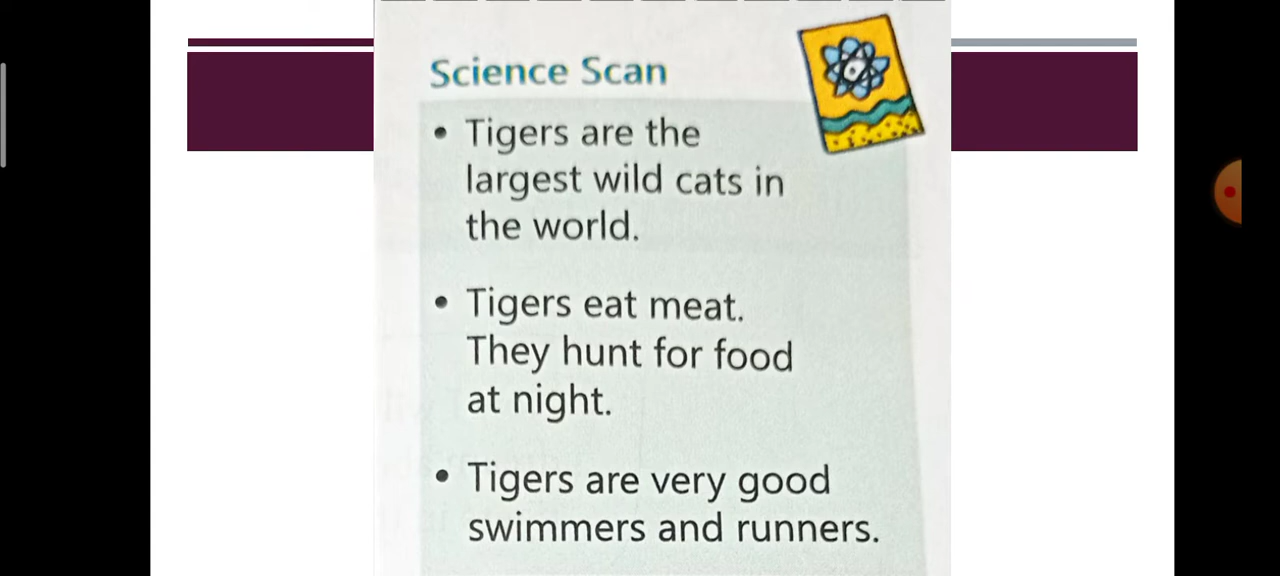 Science Scan
• Tigers are the
largest wild cats in
the world.
• Tigers eat meat.
They hunt for food
at night.
• Tigers are very good
swimmers and runners.